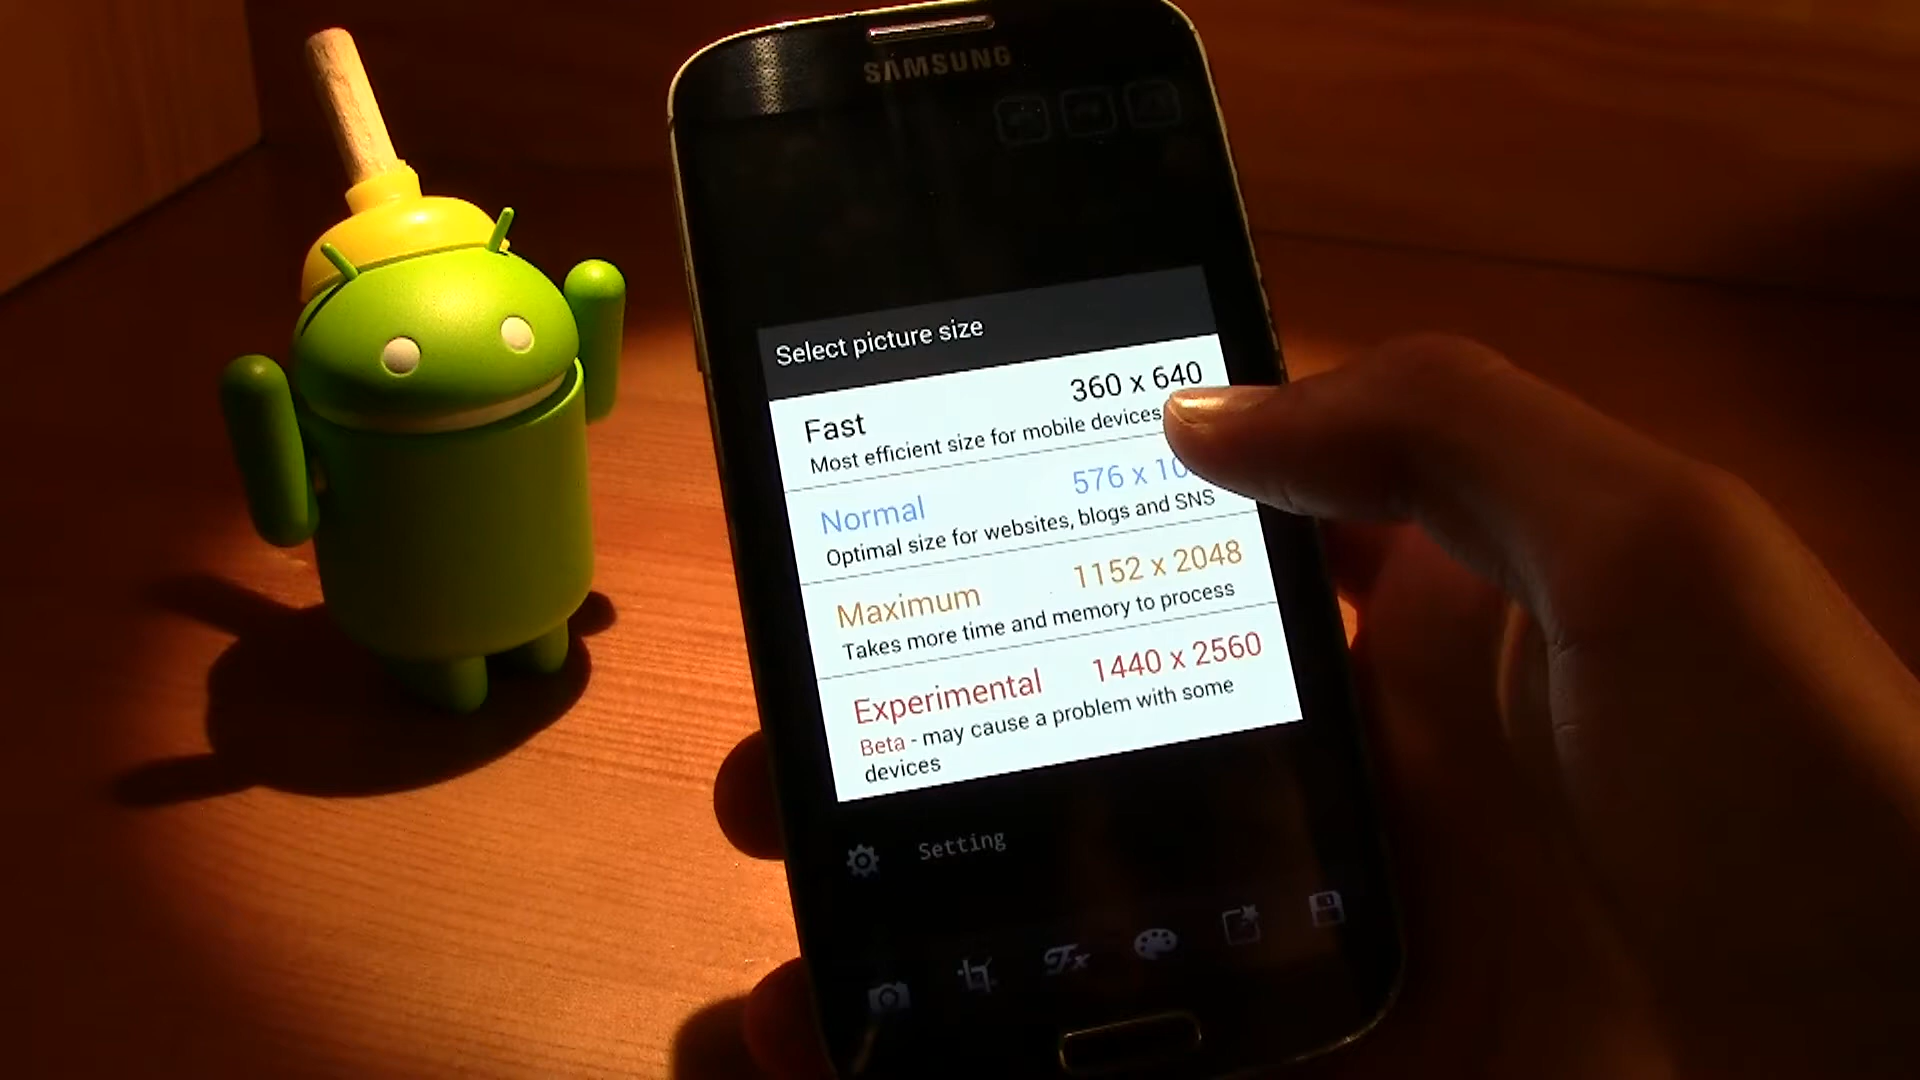 SAMSUNG
Select picture size
Fast 360 x 640
Most efficient size for mobile devices
Normal 576 x
Optimal size for websites, blogs and SNS
Maximum 1152 x 2048
Takes more time and memory to process
Experimental 1440 x 2560
Beta - may cause a problem with some
devices
Setting
Fx